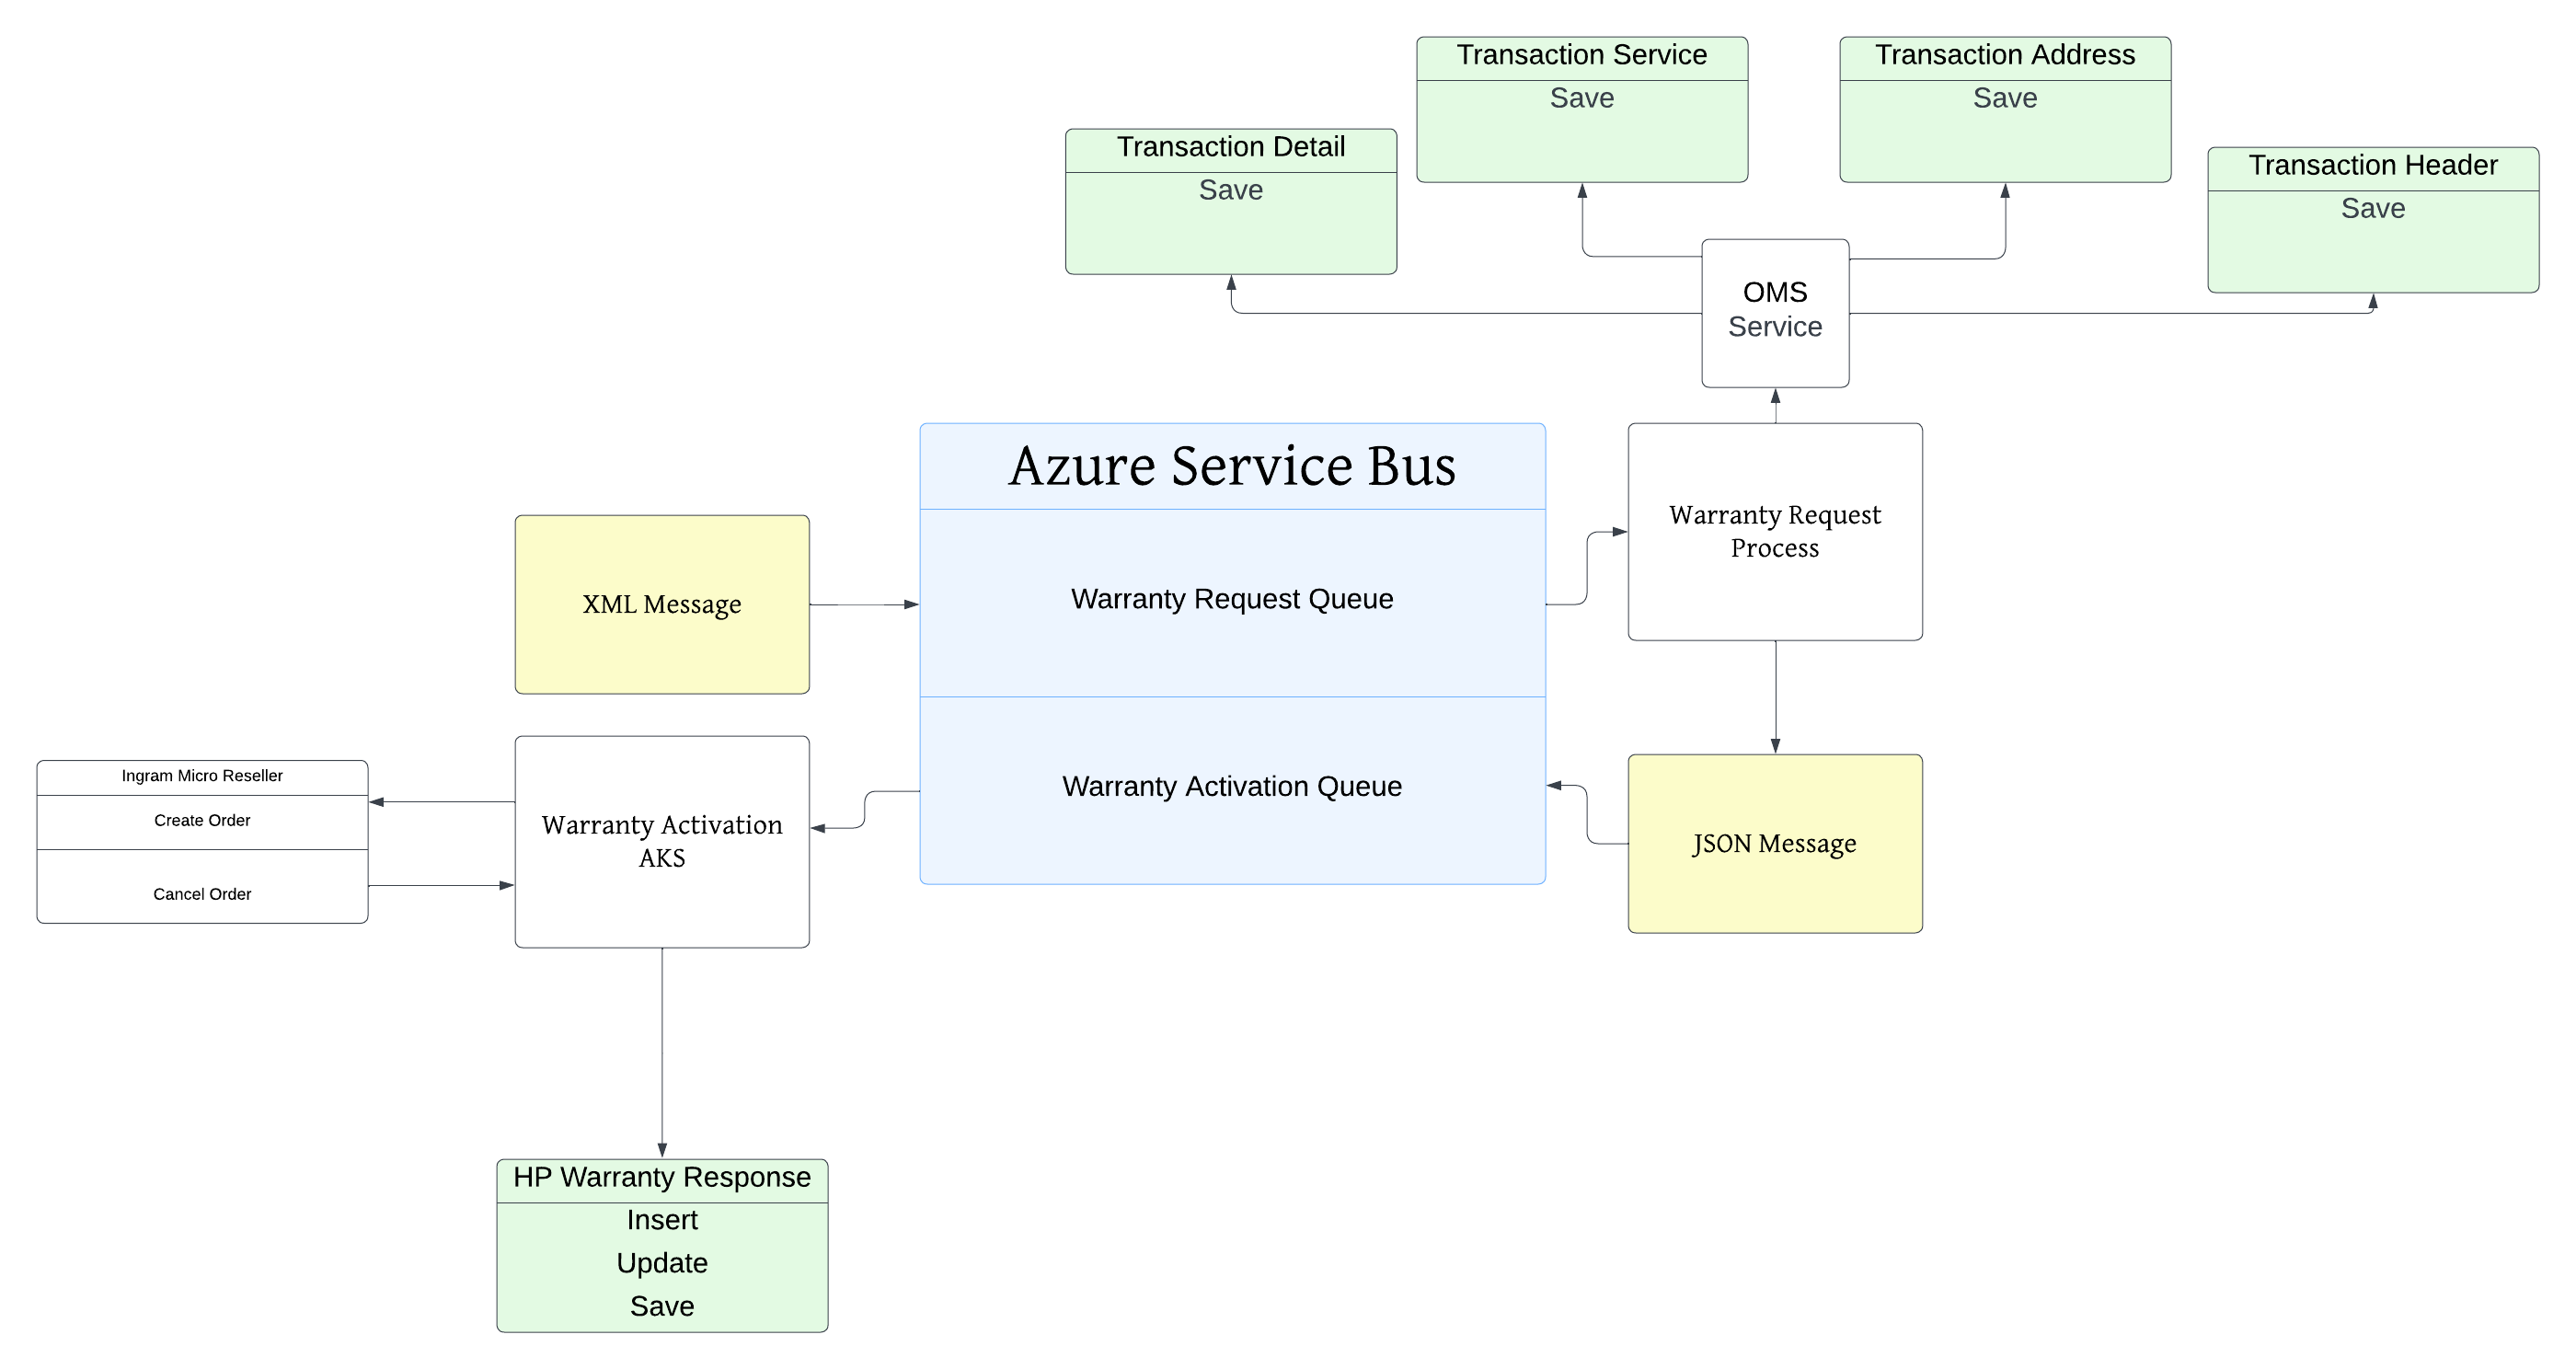 Transaction Service
Save
Transaction Address
Save
Transaction Detail
Save
Transaction Header
Save
OMS
Service
Azure Service Bus
Warranty Request Queue
Warranty Activation Queue
Warranty Request
Process
XML Message
JSON Message
Warranty Activation
AKS
Ingram Micro Reseller
Create Order
Cancel Order
HP Warranty Response
Insert
Update
Save